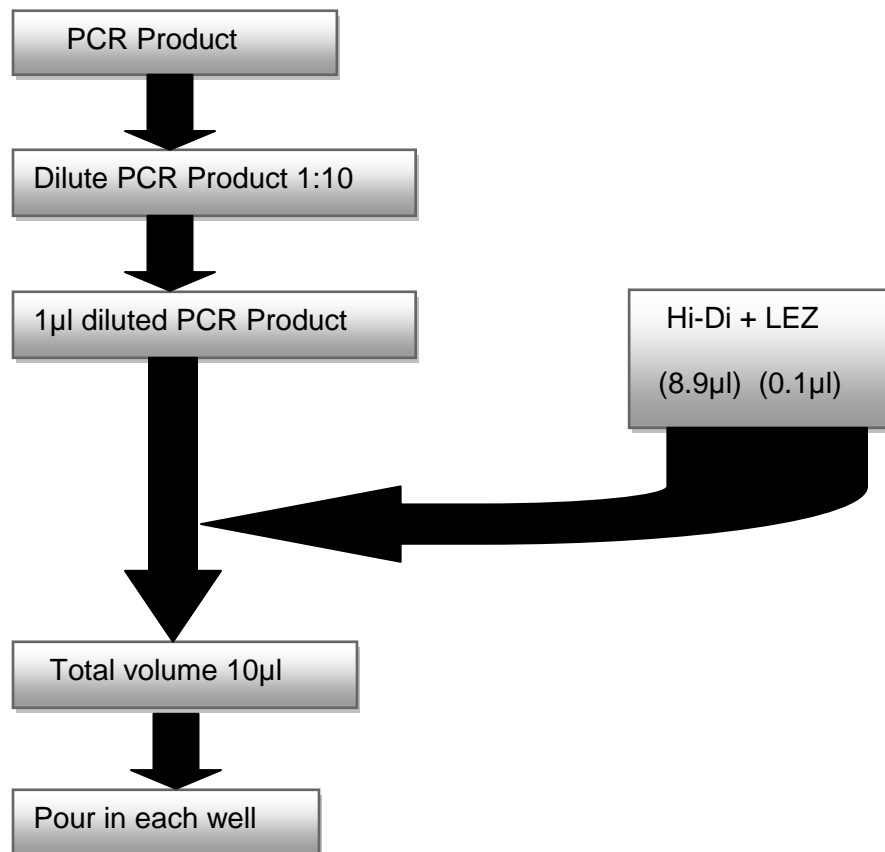 PCR Product
Dilute PCR Product 1:10
1µl diluted PCR Product
Hi-Di + LEZ
(8.9µl) (0.1µl)
Total volume 10µl
Pour in each well